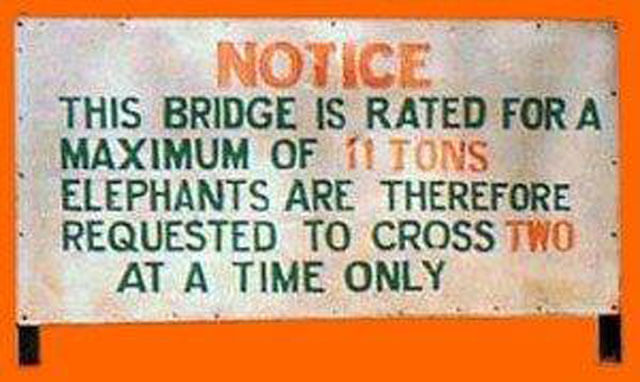 NOTICE
THIS BRIDGE IS RATED FOR A
MAXIMUM OF 11 TONS
ELEPHANTS ARE THEREFORE
REQUESTED TO CROSS TWO
AT A TIME ONLY